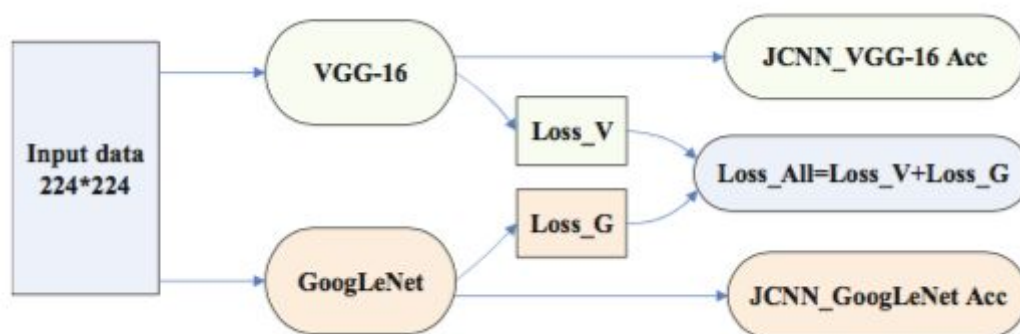 Input data
224*224
VGG-16
JCNN_VGG-16 Acc
Loss_V
Loss_All=Loss_V+Loss_G
Loss_G
GoogLeNet
JCNN_GoogLeNet Acc